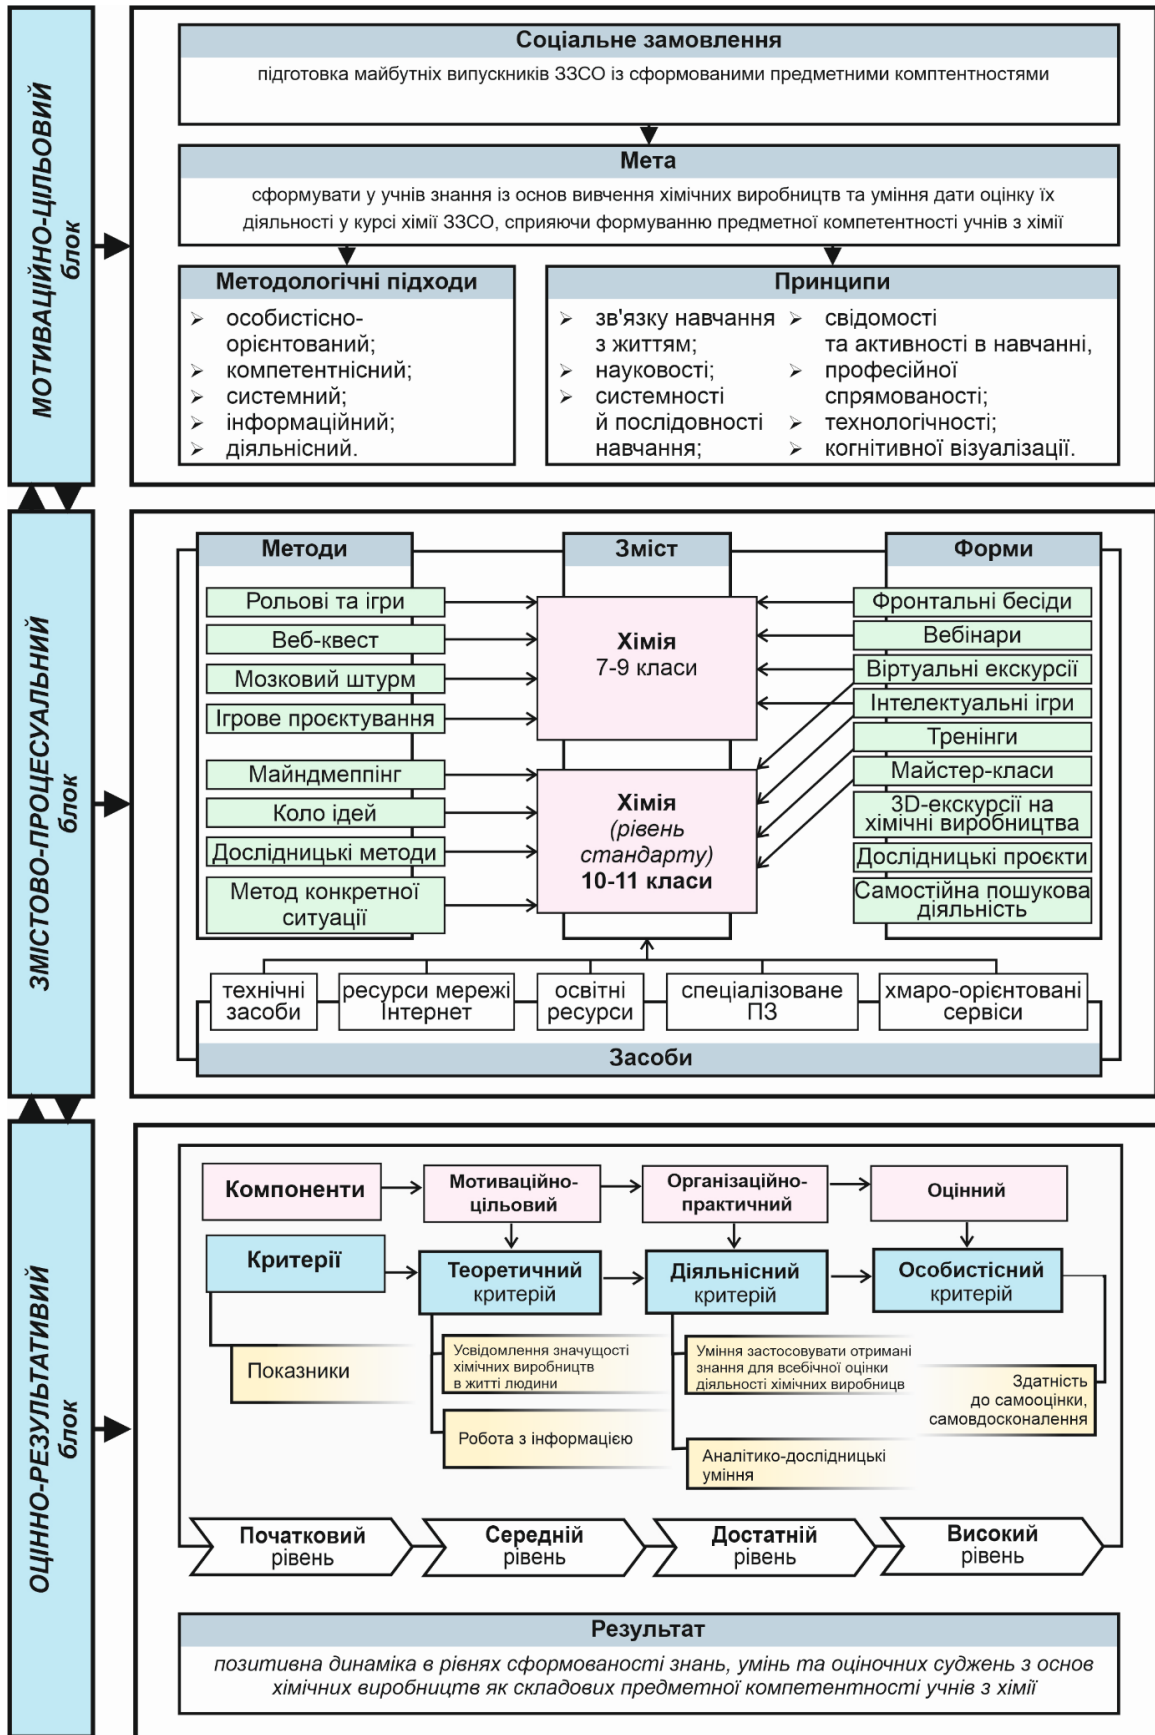 МОТИВАЦІЙНО-ЦІЛЬОВИЙ
блок
Соціальне замовлення
підготовка майбутніх випускників ЗЗСО із сформованими предметними комптентностями
Мета
сформувати у учнів знання із основ вивчення хімічних виробництв та уміння дати оцінку їх
діяльності у курсі хімії ЗЗСО, сприяючи формуванню предметної компетентності учнів з хімії
Методологічні підходи
особистісно-
орієнтований;
компетентнісний;
системний;
інформаційний;
діяльнісний.
Принципи
зв'язку навчання
з життям;
науковості;
системності
й послідовності
навчання;
свідомості
та активності в навчанні,
професійної
спрямованості;
технологічності;
когнітивної візуалізації.
ЗМІСТОВО-ПРОЦЕСУАЛЬНИЙ
блок
Методи
Рольові та ігри
Веб-квест
Мозковий штурм
Ігрове проєктування
Майндмеппінг
Коло ідей
Дослідницькі методи
Метод конкретної
ситуації
Зміст
Хімія
7-9 класи
Хімія
(рівень
стандарту)
10-11 класи
Форми
Фронтальні бесіди
Вебінари
Віртуальні екскурсії
Інтелектуальні ігри
Тренінги
Майстер-класи
3D-екскурсії на
хімічні виробництва
Дослідницькі проєкти
Самостійна пошукова
діяльність
технічні
засоби
ресурси мережі
Інтернет
освітні
ресурси
спеціалізоване
ПЗ
хмаро-орієнтовані
сервіси
Засоби
ОЦІННО-РЕЗУЛЬТАТИВНИЙ
блок
Компоненти
Мотиваційно-
цільовий
Організаційно-
практичний
Оцінний
Критерії
Теоретичний
критерій
Діяльнісний
критерій
Особистісний
критерій
Показники
Усвідомлення значущості
хімічних виробництв
в житті людини
Робота з інформацією
Уміння застосовувати отримані
знання для всебічної оцінки
діяльності хімічних виробницв
Аналітико-дослідницькі
уміння
Здатність
до самооцінки,
самовдосконалення
Початковий
рівень
Середній
рівень
Достатній
рівень
Високий
рівень
Результат
позитивна динаміка в рівнях сформованості знань, умінь та оціночних суджень з основ
хімічних виробництв як складових предметної компетентності учнів з хімії